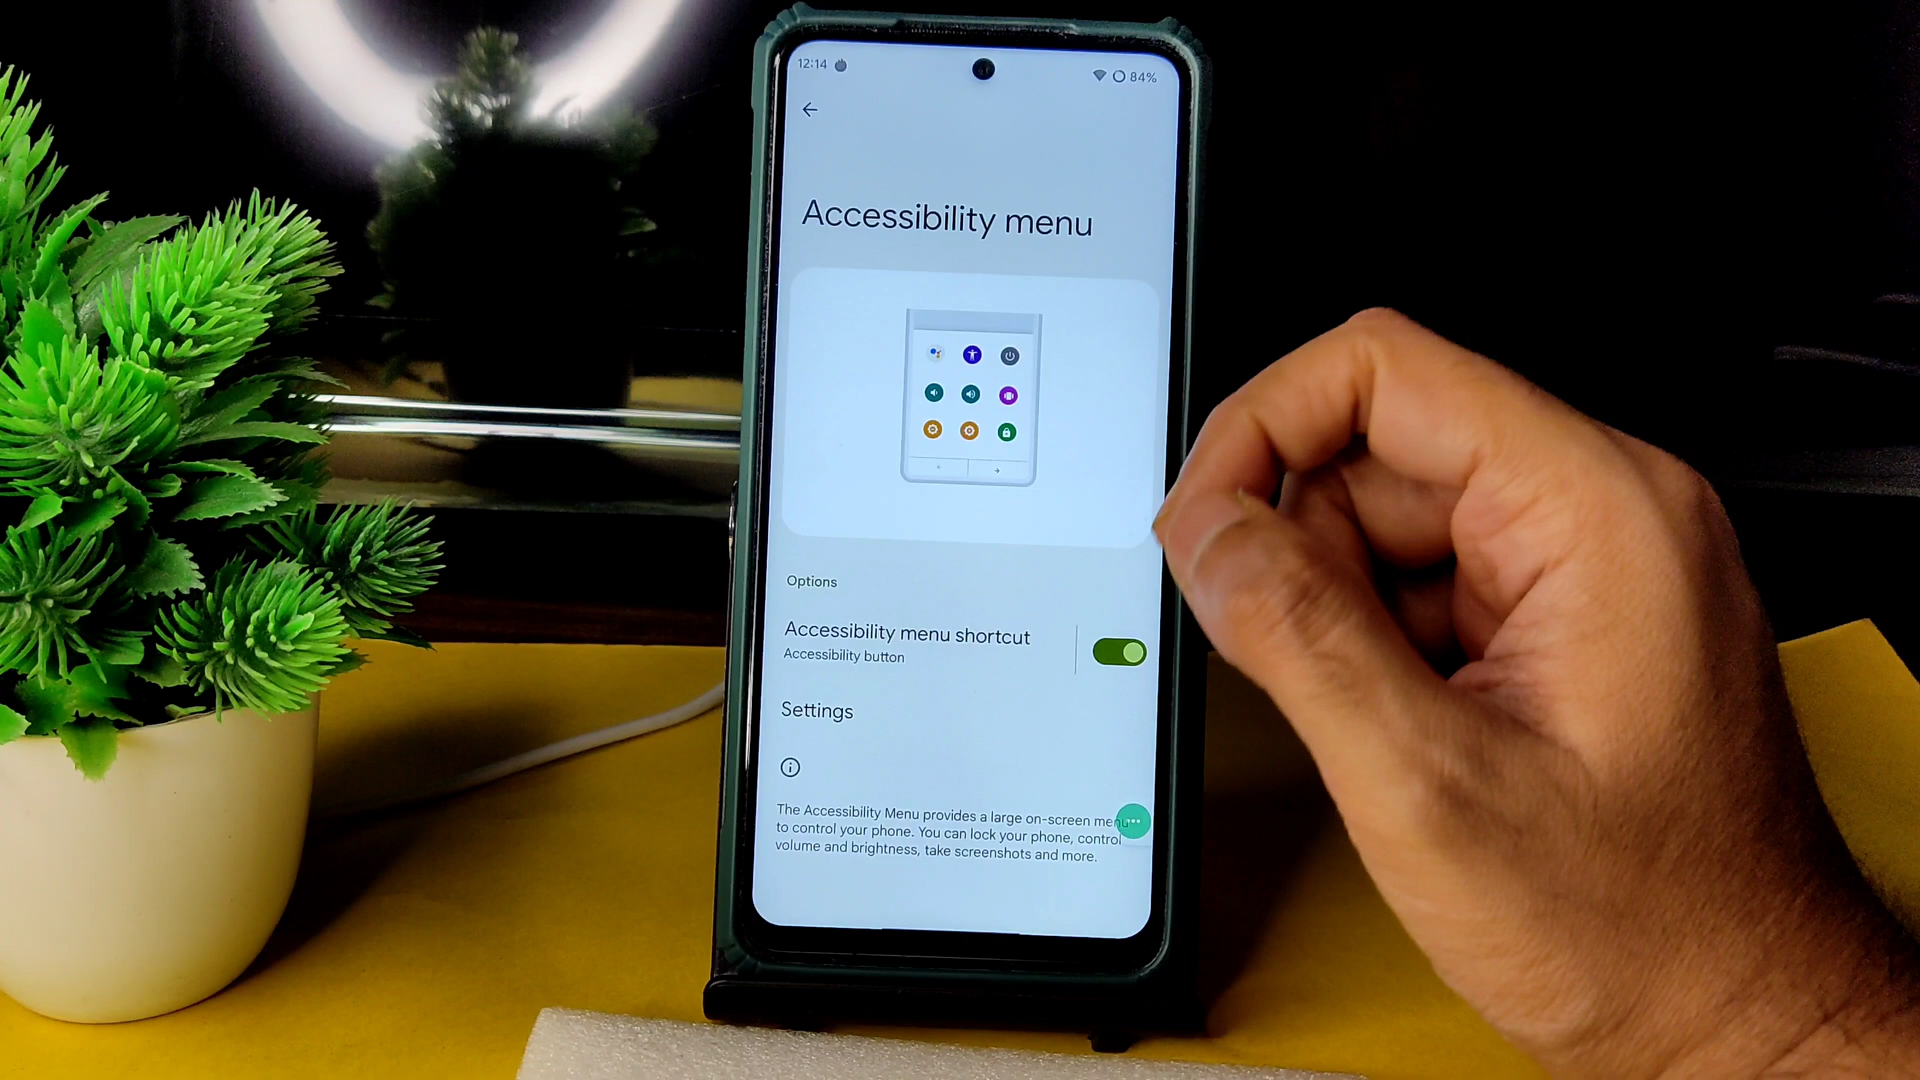 12:14
84%
Accessibility menu
Options
Accessibility menu shortcut
Accessibility button
Settings
The Accessibility Menu provides a large on-screen menu
to control your phone. You can lock your phone, control
volume and brightness, take screenshots and more.